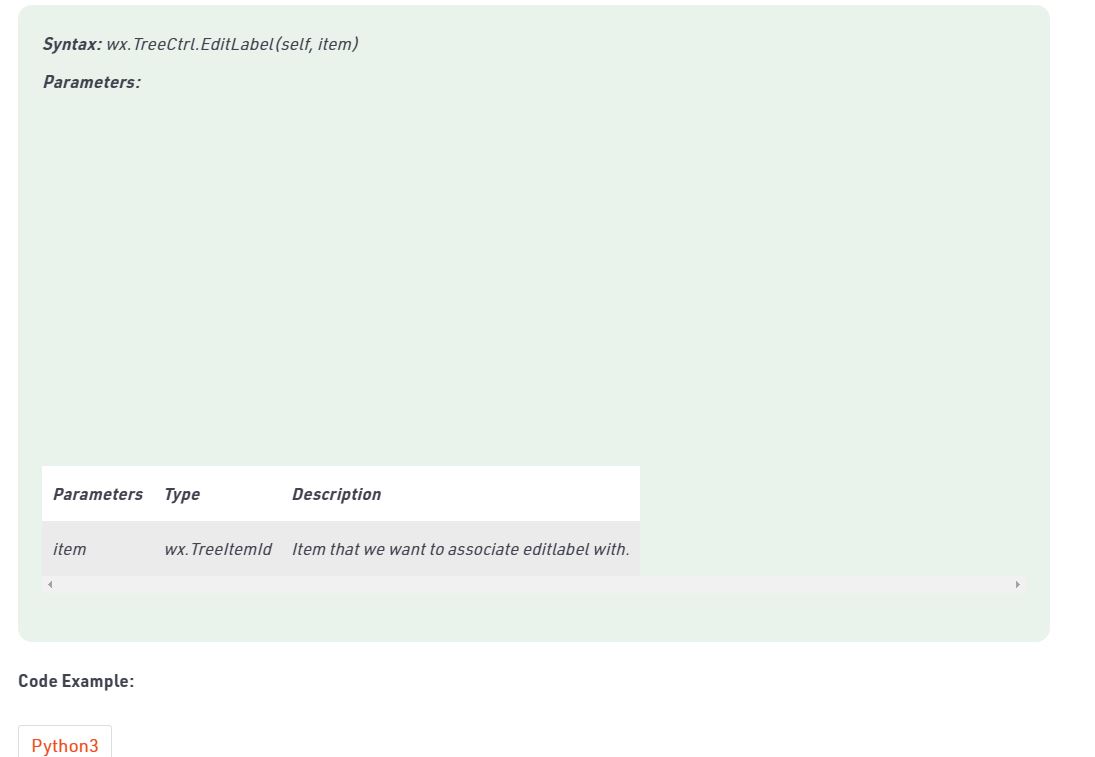 Syntax: wx.TreeCtrl.EditLabel(self, item)
Parameters:
Parameters Type Description
item wx.TreeItemId Item that we want to associate editlabel with.
Code Example:
Python3